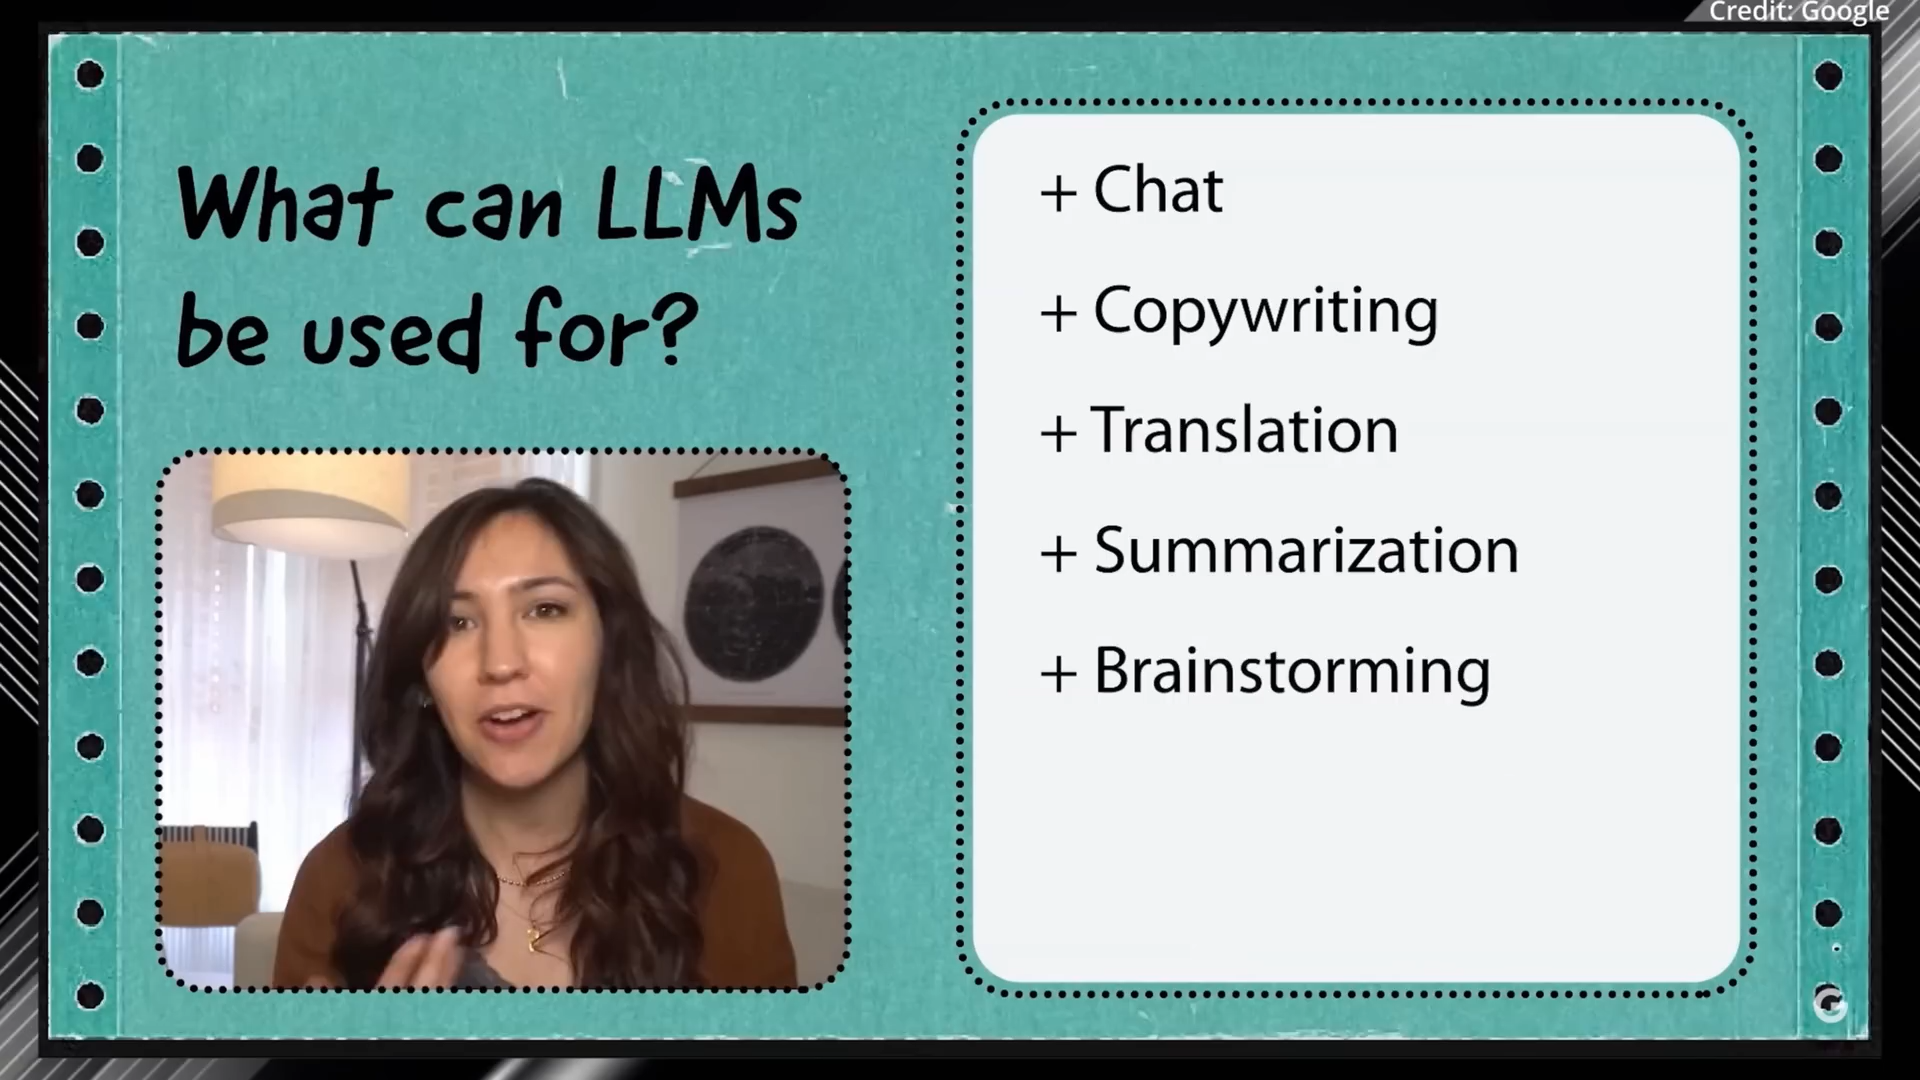 Credit: Google
What can LLMs
be used for?
+ Chat
+ Copywriting
+ Translation
+ Summarization
+ Brainstorming
G